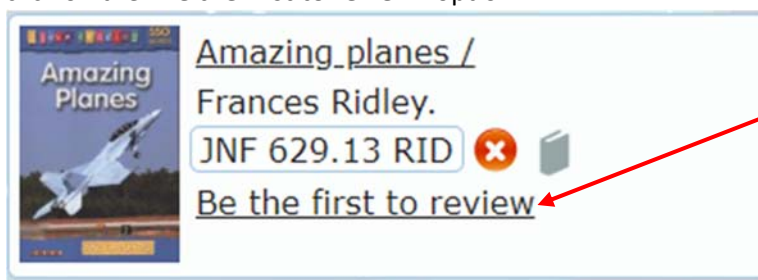 Amazing
Planes
Amazing planes /
Frances Ridley.
JNF 629.13 RID
Be the first to review